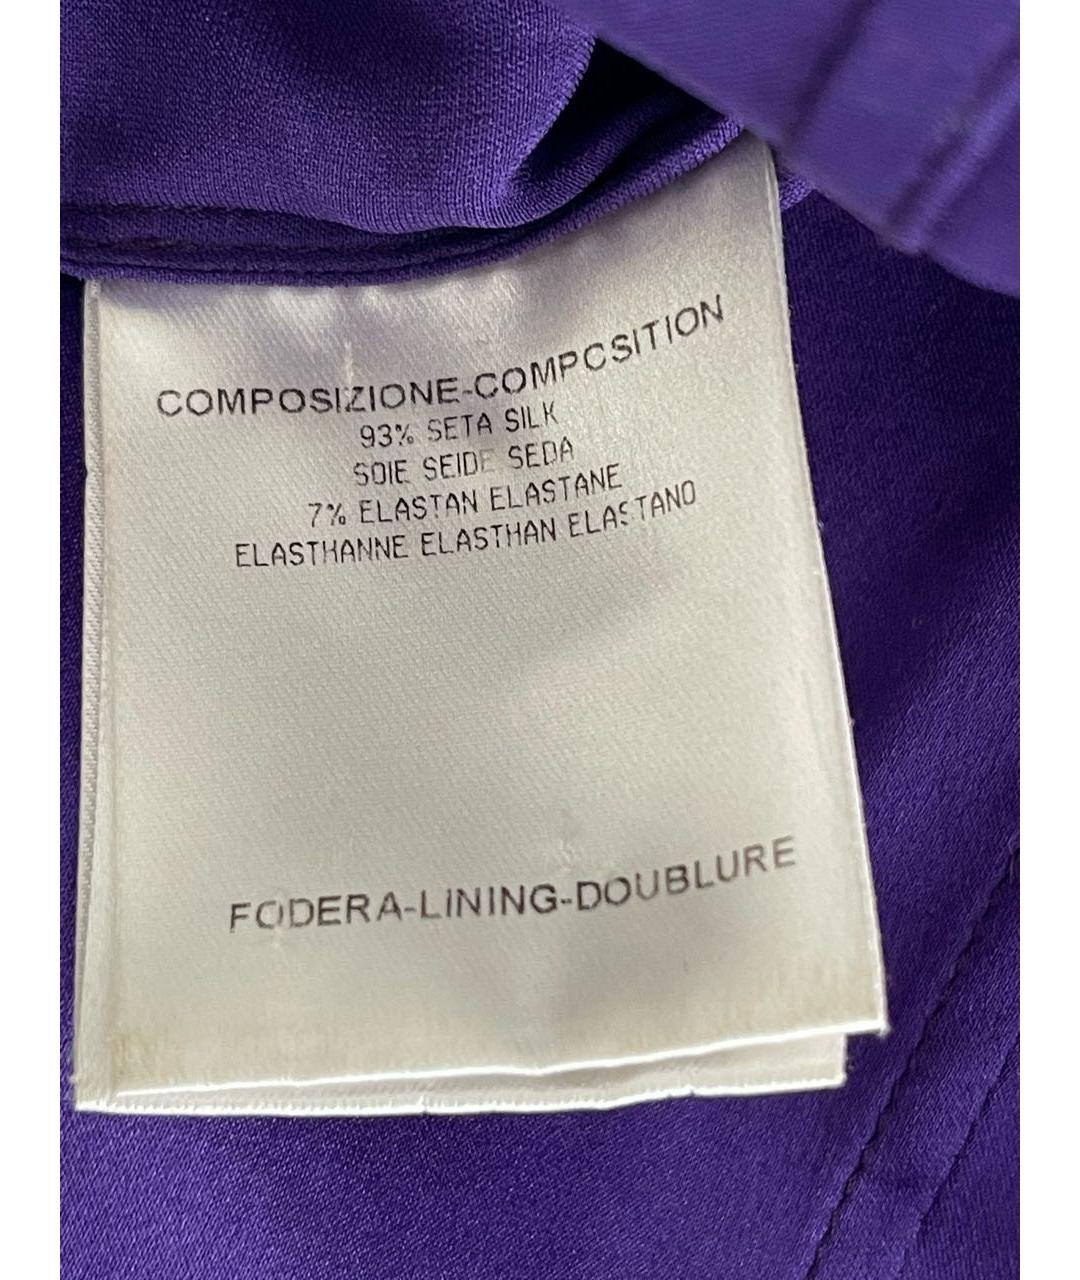 COMPOSIZIONE-COMPOSITION
93% SETA SILK
SOIE SEIDE SEDA
7% ELASTAN ELASTANE
ELASTHANNE ELASTHAN ELASTANO
FODERA-LINING-DOUBLURE